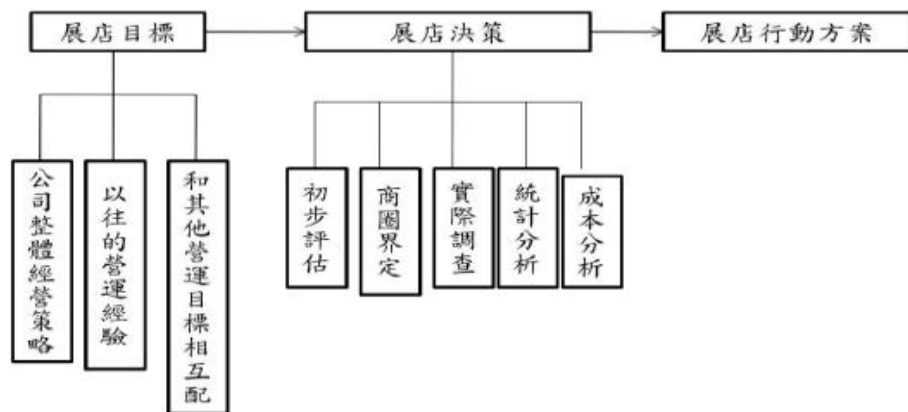 展店目標
展店決策
展店行動方案
公司整體經營策略
以往的營運經驗
和其他營運目標相互配
初步評估
商圈界定
實際調查
統計分析
成本分析